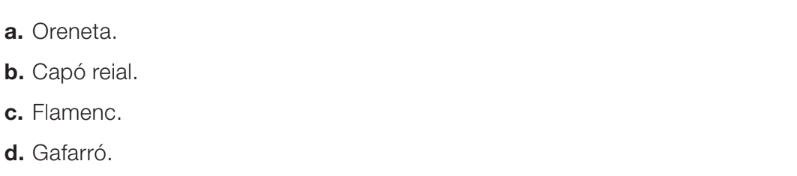 a. Oreneta.
b. Capó reial.
c. Flamenc.
d. Gafarró.